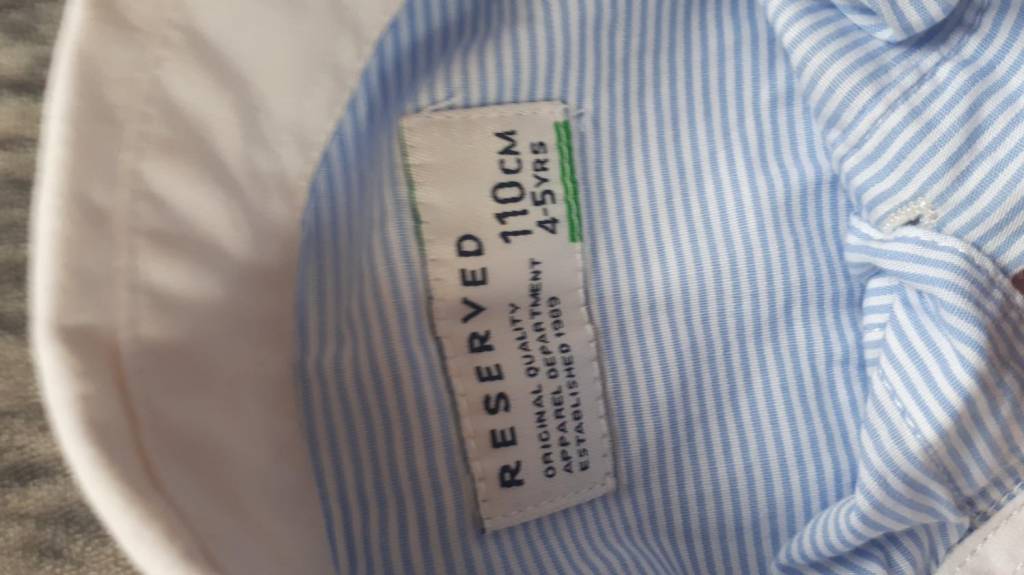 RESERVED
ORIGINAL QUALITY
APPAREL DEPARTMENT
ESTABLISHED 1989
110CM
4-5YRS